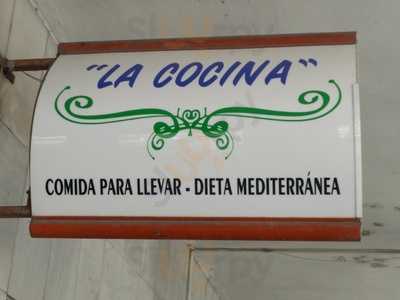 "LA COCINA"
COMIDA PARA LLEVAR - DIETA MEDITERRÁNEA